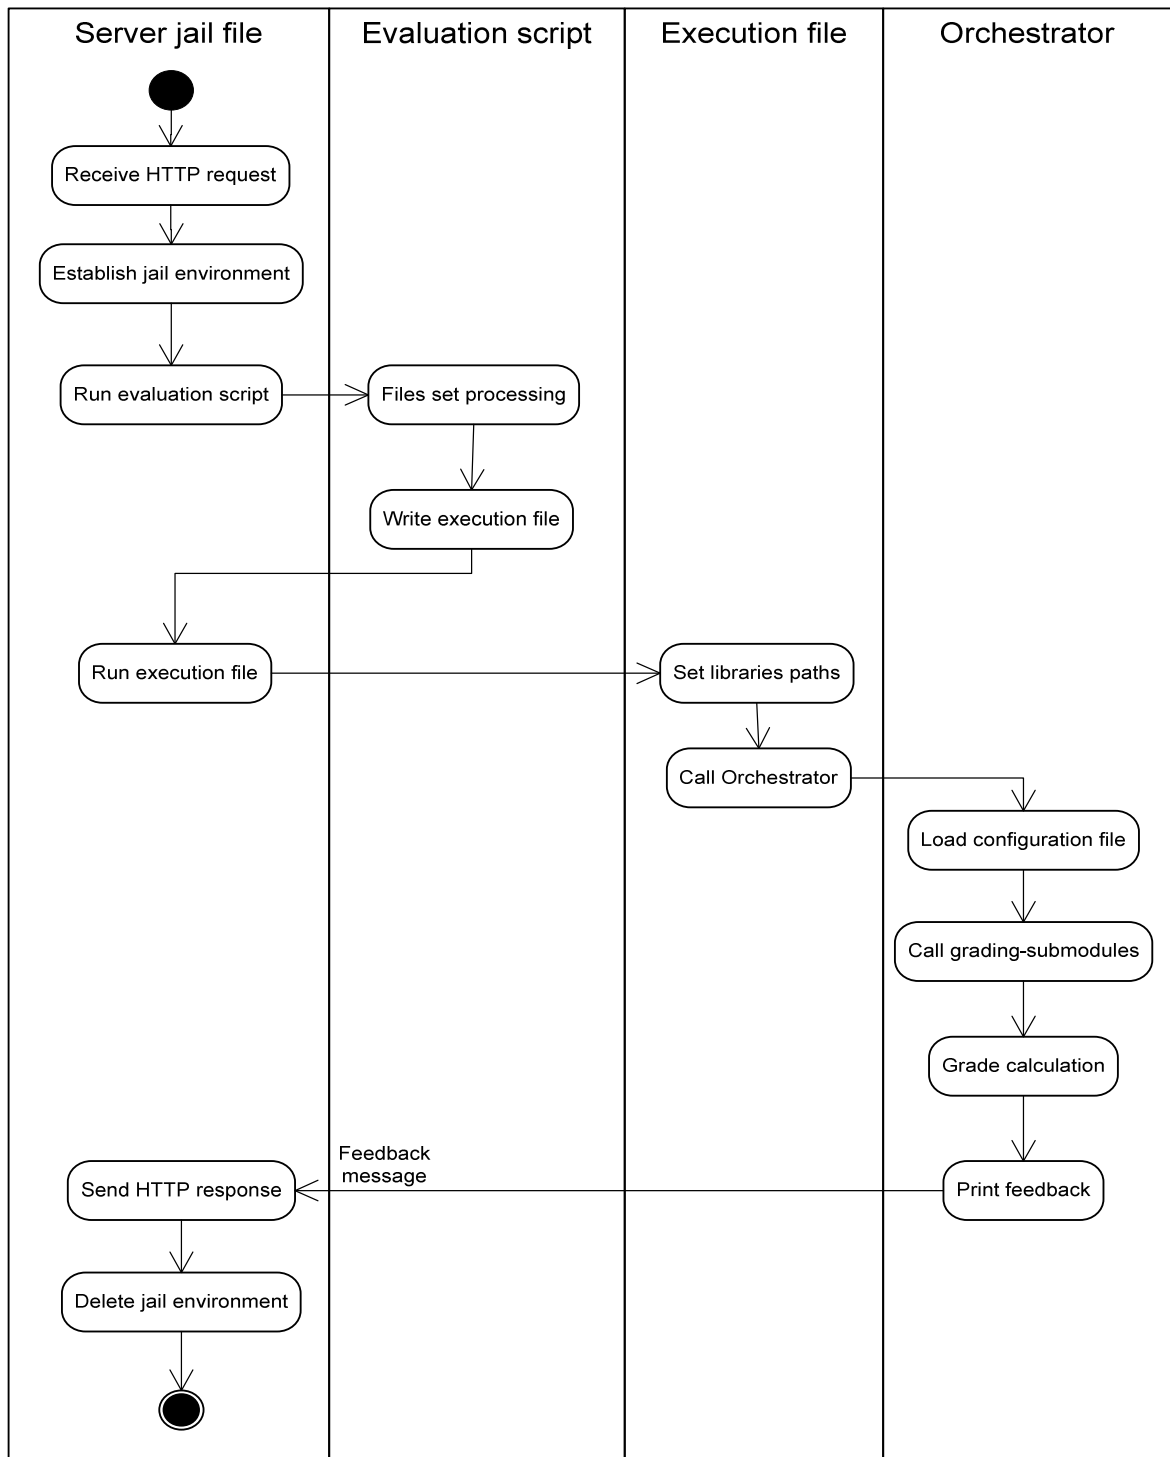 Server jail file
Evaluation script
Execution file
Orchestrator
Receive HTTP request
Establish jail environment
Run evaluation script
Files set processing
Write execution file
Run execution file
Set libraries paths
Call Orchestrator
Load configuration file
Call grading-submodules
Grade calculation
Feedback
message
Send HTTP response
Print feedback
Delete jail environment